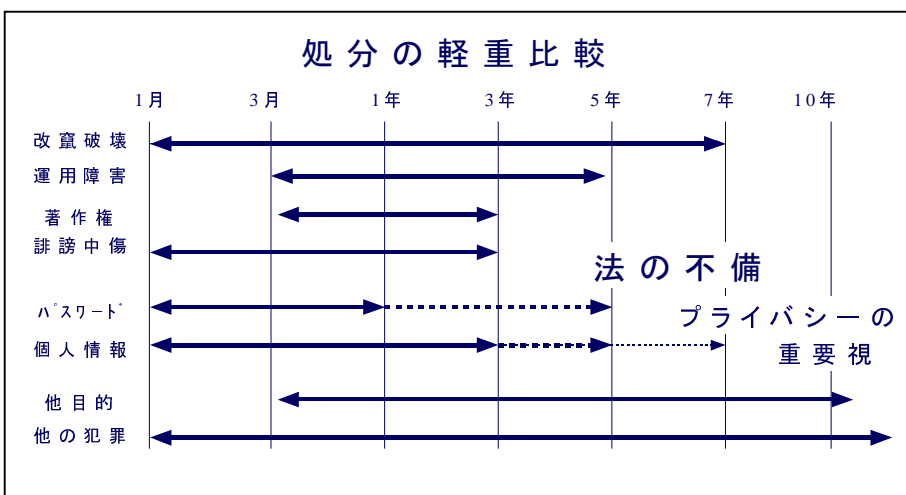 処分の軽重比較
1月 3月 1年 3年 5年 7年 10年
改竄破壊
運用障害
著作権
誹謗中傷
法の不備
ﾊﾟｽﾜｰﾄﾞ
プライバシーの
個人情報
重要視
他目的
他の犯罪